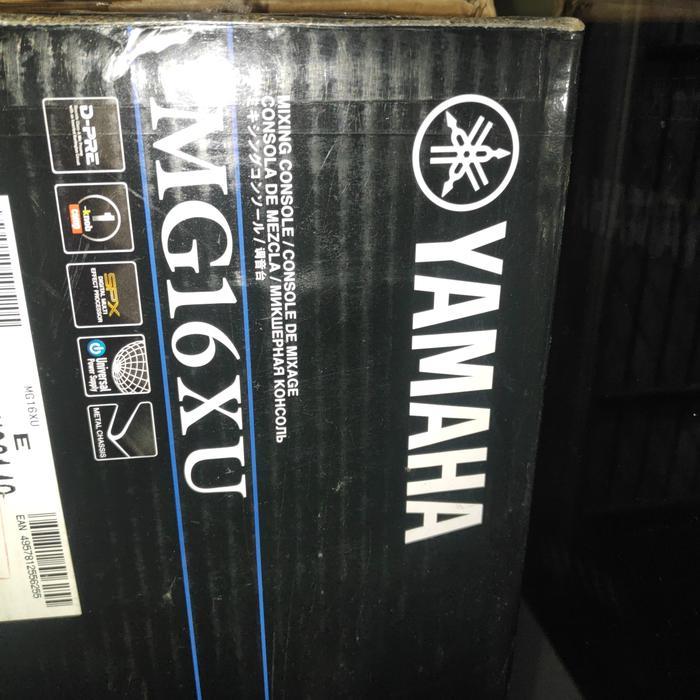 YAMAHA
MIXING CONSOLE / CONSOLE DE MIXAGE
CONSOLA DE MEZCLA / МИКШЕРНАЯ КОНСОЛЬ
ミキシングコンソール / 调音台
MG16XU
D-PRE
1
-knob
COMP
SPX
DIGITAL MULTI
EFFECT PROCESSOR
Universal
Power Supply
METAL CHASSIS
MG16XU
E
EAN 4957812556255